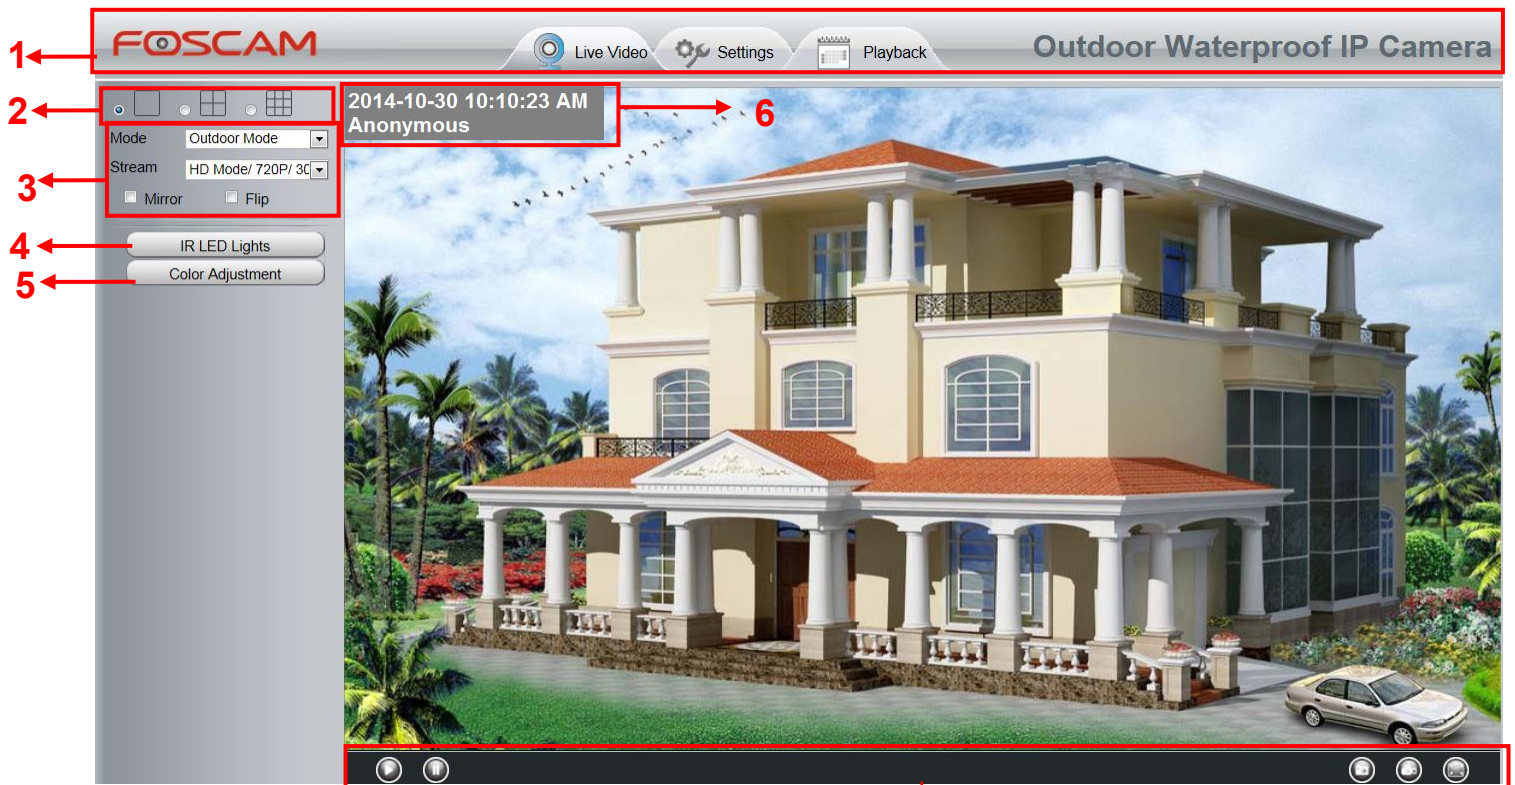 1
FOSCAM
Live Video
Settings
Playback
Outdoor Waterproof IP Camera
2
2014-10-30 10:10:23 AM
Anonymous
6
3
Mode
Outdoor Mode
Stream
HD Mode/ 720P/ 30
Mirror
Flip
4
IR LED Lights
5
Color Adjustment